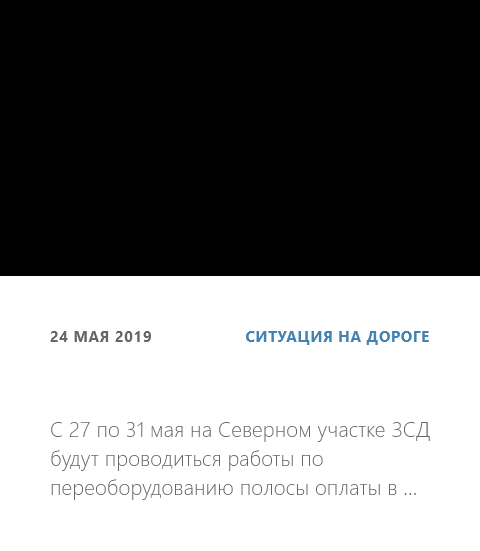 24 МАЯ 2019 СИТУАЦИЯ НА ДОРОГЕ
С 27 по 31 мая на Северном участке ЗСД
будут проводиться работы по
переоборудованию полосы оплаты в ...